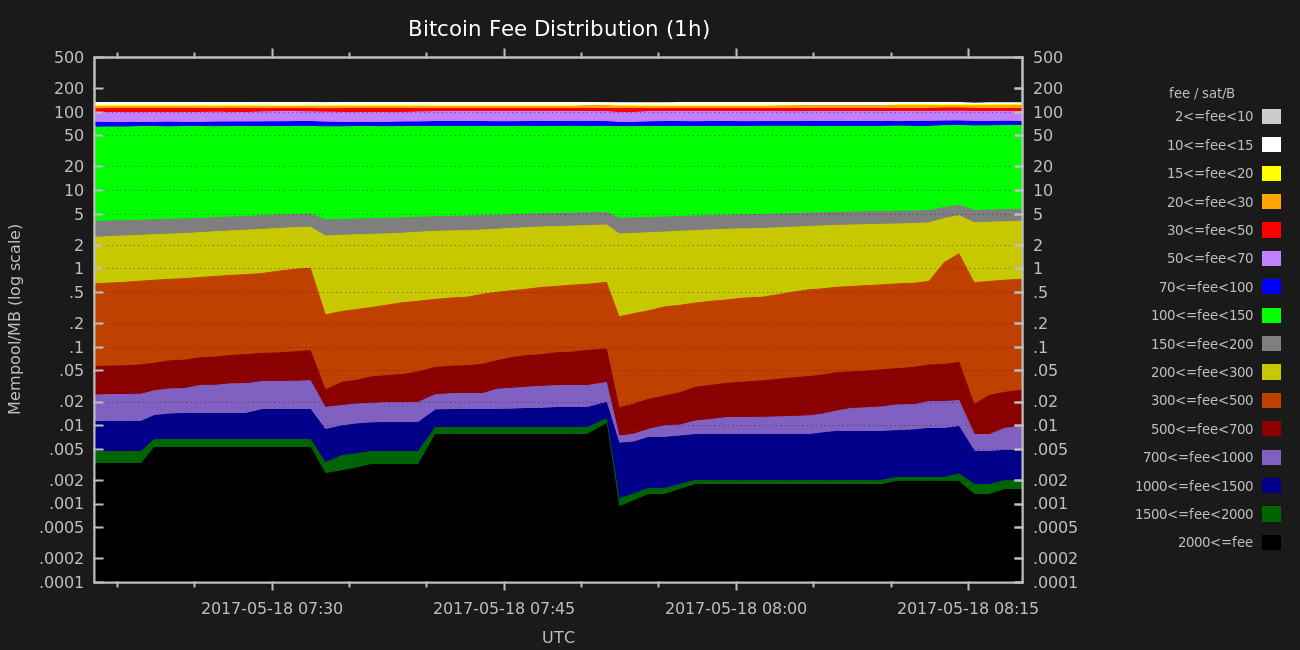 Bitcoin Fee Distribution (1h)
500
200
100
50
20
10
5
2
1
.5
.2
.1
.05
.02
.01
.005
.002
.001
.0005
.0002
.0001
Mempool/MB (log scale)
500
200
100
50
20
10
5
2
1
.5
.2
.1
.05
.02
.01
.005
.002
.001
.0005
.0002
.0001
2017-05-18 07:30
2017-05-18 07:45
2017-05-18 08:00
2017-05-18 08:15
UTC
fee / sat/B
2<=fee<10
10<=fee<15
15<=fee<20
20<=fee<30
30<=fee<50
50<=fee<70
70<=fee<100
100<=fee<150
150<=fee<200
200<=fee<300
300<=fee<500
500<=fee<700
700<=fee<1000
1000<=fee<1500
1500<=fee<2000
2000<=fee